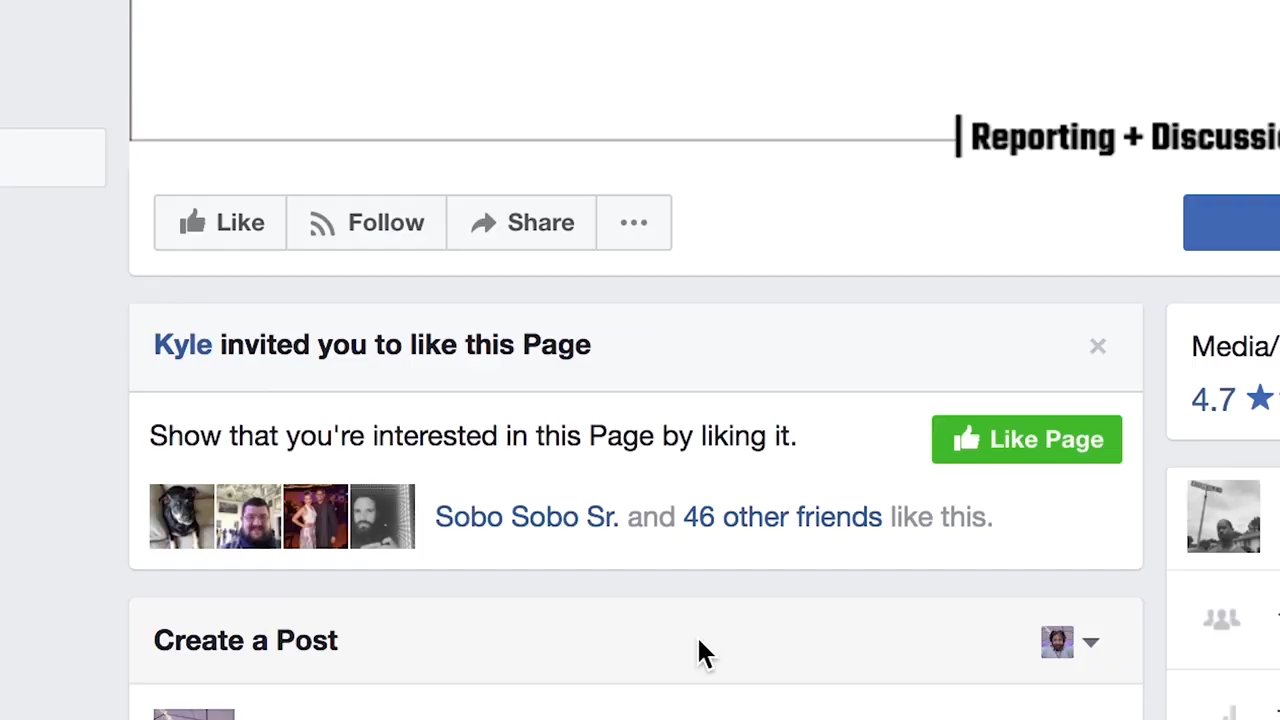 Reporting + Discussi
Like Follow Share
Kyle invited you to like this Page
Media/
4.7
Show that you're interested in this Page by liking it.
Like Page
Sobo Sobo Sr. and 46 other friends like this.
Create a Post